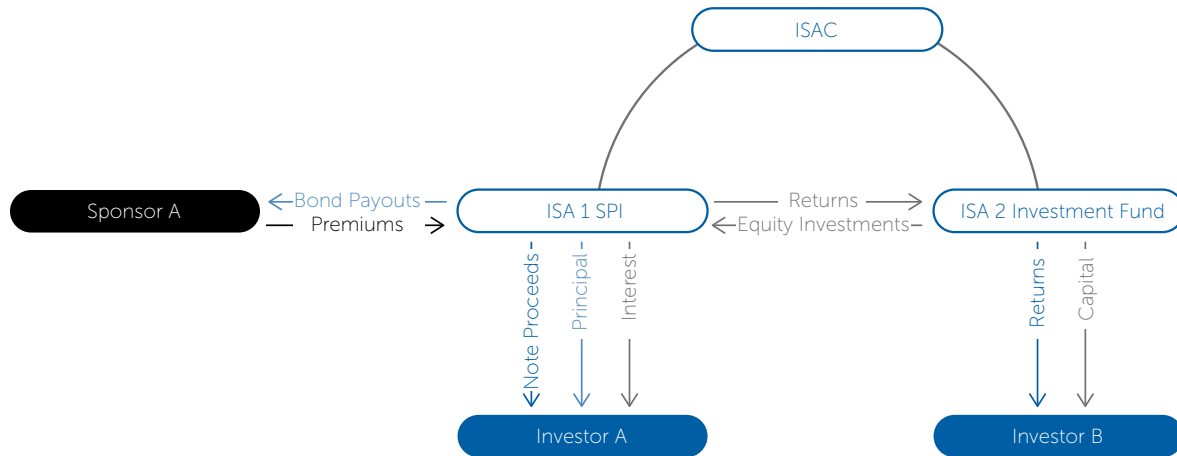 ISAC
Sponsor A
Bond Payouts
Premiums
ISA 1 SPI
Returns
Equity Investments
ISA 2 Investment Fund
Note Proceeds
Principal
Interest
Returns
Capital
Investor A
Investor B